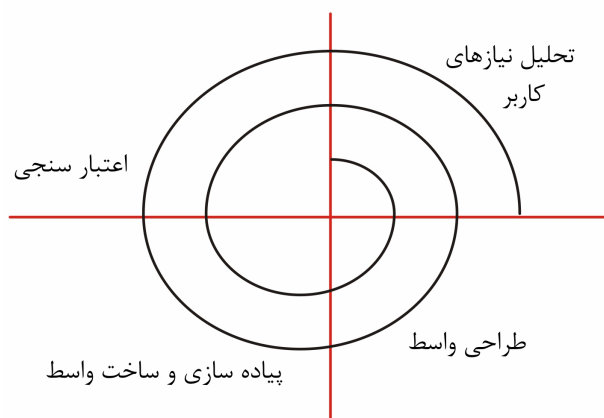 تحلیل نیازهای
کاربر
اعتبار سنجی
طراحی واسط
پیاده سازی و ساخت واسط